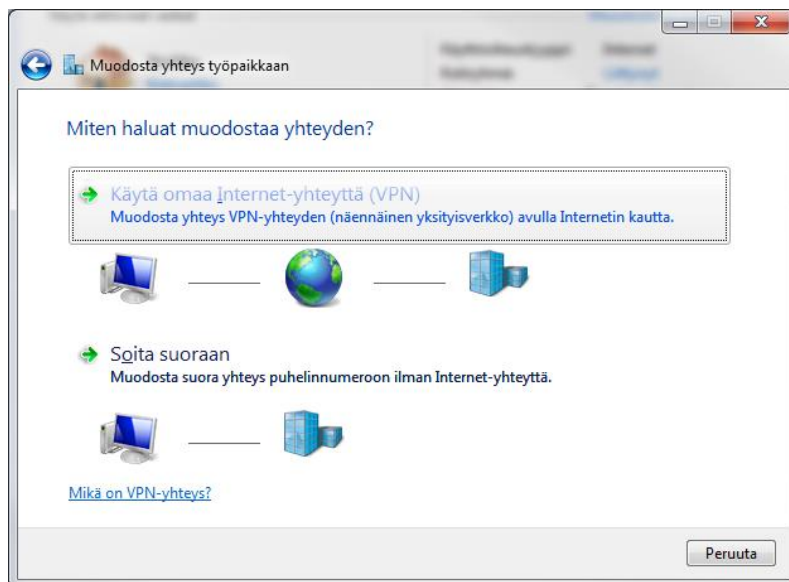 Muodosta yhteys työpaikkaan
Miten haluat muodostaa yhteyden?
Käytä omaa Internet-yhteyttä (VPN)
Muodosta yhteys VPN-yhteyden (näennäinen yksityisverkko) avulla Internetin kautta.
Soita suoraan
Muodosta suora yhteys puhelinnumeroon ilman Internet-yhteyttä.
Mikä on VPN-yhteys?
Peruuta